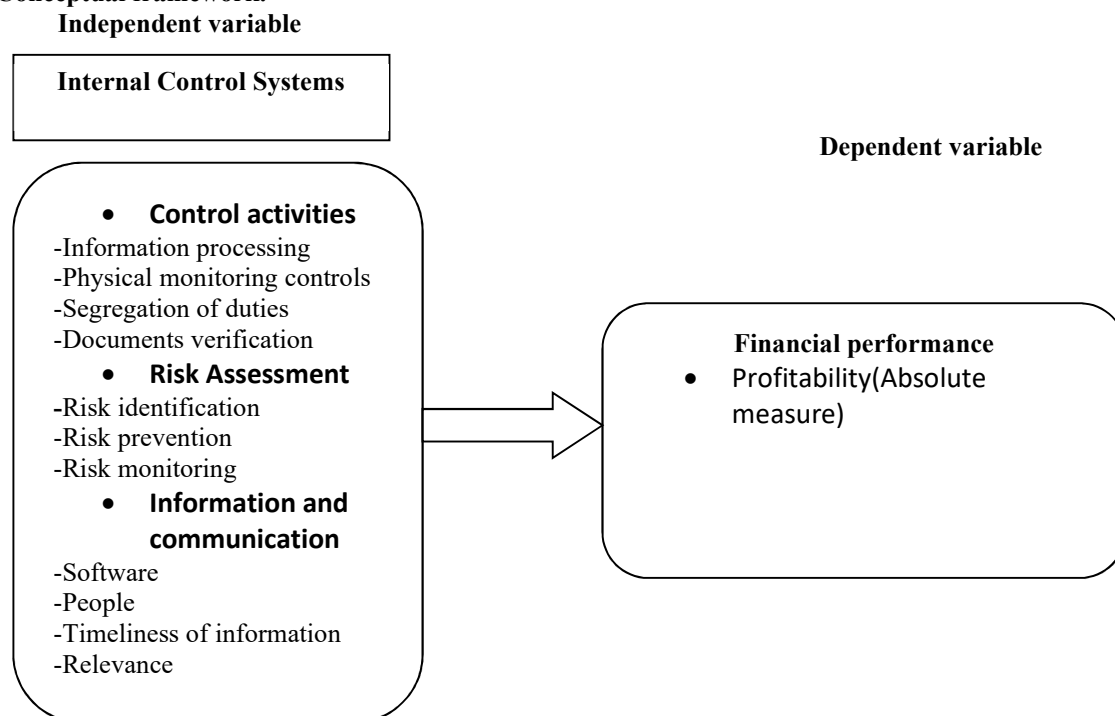 Conceptual framework.
Independent variable
Internal Control Systems
Dependent variable
• Control activities
-Information processing
-Physical monitoring controls
-Segregation of duties
-Documents verification
• Risk Assessment
-Risk identification
-Risk prevention
-Risk monitoring
• Information and
communication
-Software
-People
-Timeliness of information
-Relevance
Financial performance
• Profitability(Absolute
measure)